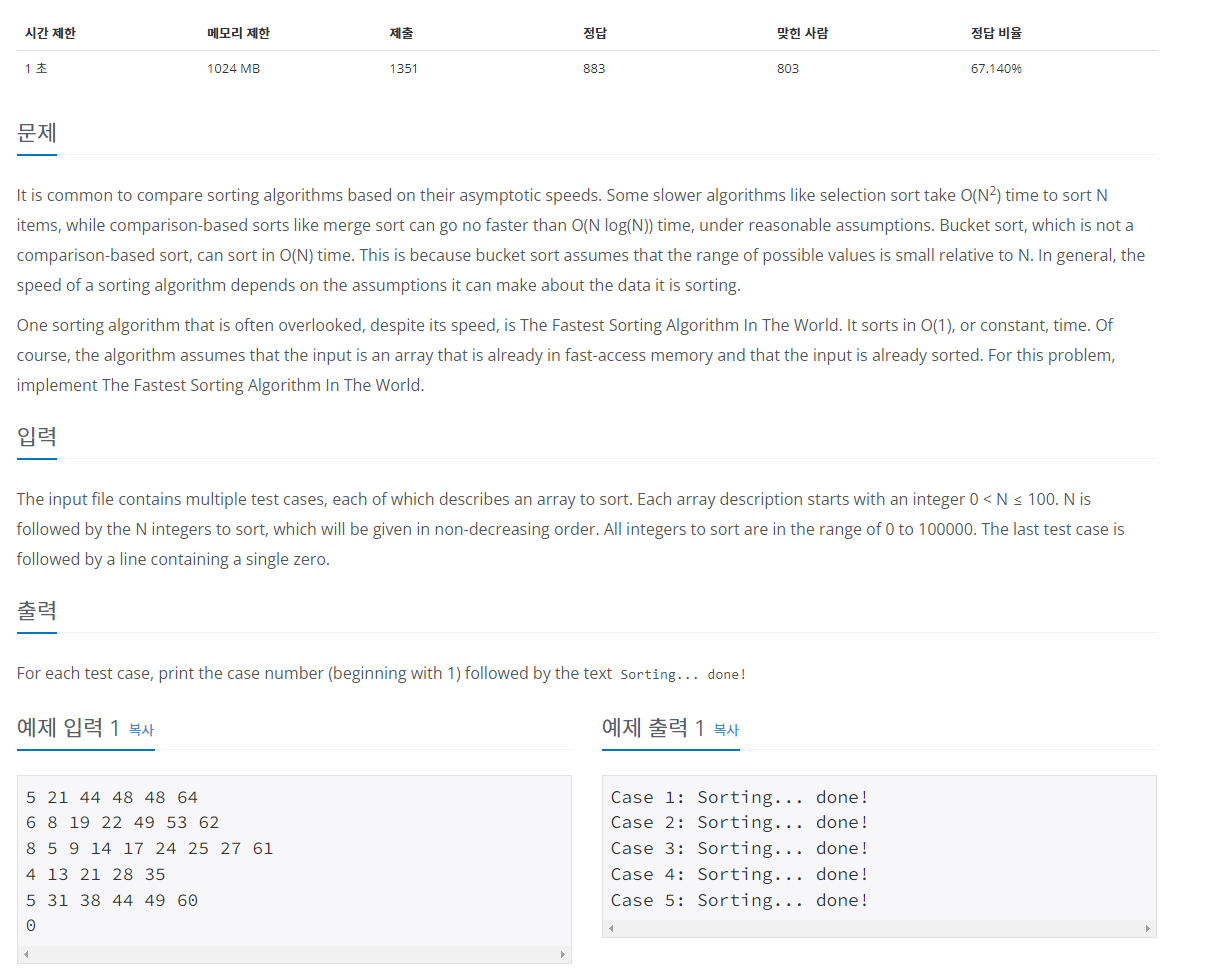 시간 제한 메모리 제한 제출 정답 맞힌 사람 정답 비율
1 초 1024 MB 1351 883 803 67.140%
문제
It is common to compare sorting algorithms based on their asymptotic speeds. Some slower algorithms like selection sort take O(N2) time to sort N
items, while comparison-based sorts like merge sort can go no faster than O(N log(N)) time, under reasonable assumptions. Bucket sort, which is not a
comparison-based sort, can sort in O(N) time. This is because bucket sort assumes that the range of possible values is small relative to N. In general, the
speed of a sorting algorithm depends on the assumptions it can make about the data it is sorting.
One sorting algorithm that is often overlooked, despite its speed, is The Fastest Sorting Algorithm In The World. It sorts in O(1), or constant, time. Of
course, the algorithm assumes that the input is an array that is already in fast-access memory and that the input is already sorted. For this problem,
implement The Fastest Sorting Algorithm In The World.
입력
The input file contains multiple test cases, each of which describes an array to sort. Each array description starts with an integer 0 < N ≤ 100. N is
followed by the N integers to sort, which will be given in non-decreasing order. All integers to sort are in the range of 0 to 100000. The last test case is
followed by a line containing a single zero.
출력
For each test case, print the case number (beginning with 1) followed by the text Sorting... done!
예제 입력 1 복사
5 21 44 48 48 64
6 8 19 22 49 53 62
8 5 9 14 17 24 25 27 61
4 13 21 28 35
5 31 38 44 49 60
0
예제 출력 1 복사
Case 1: Sorting... done!
Case 2: Sorting... done!
Case 3: Sorting... done!
Case 4: Sorting... done!
Case 5: Sorting... done!